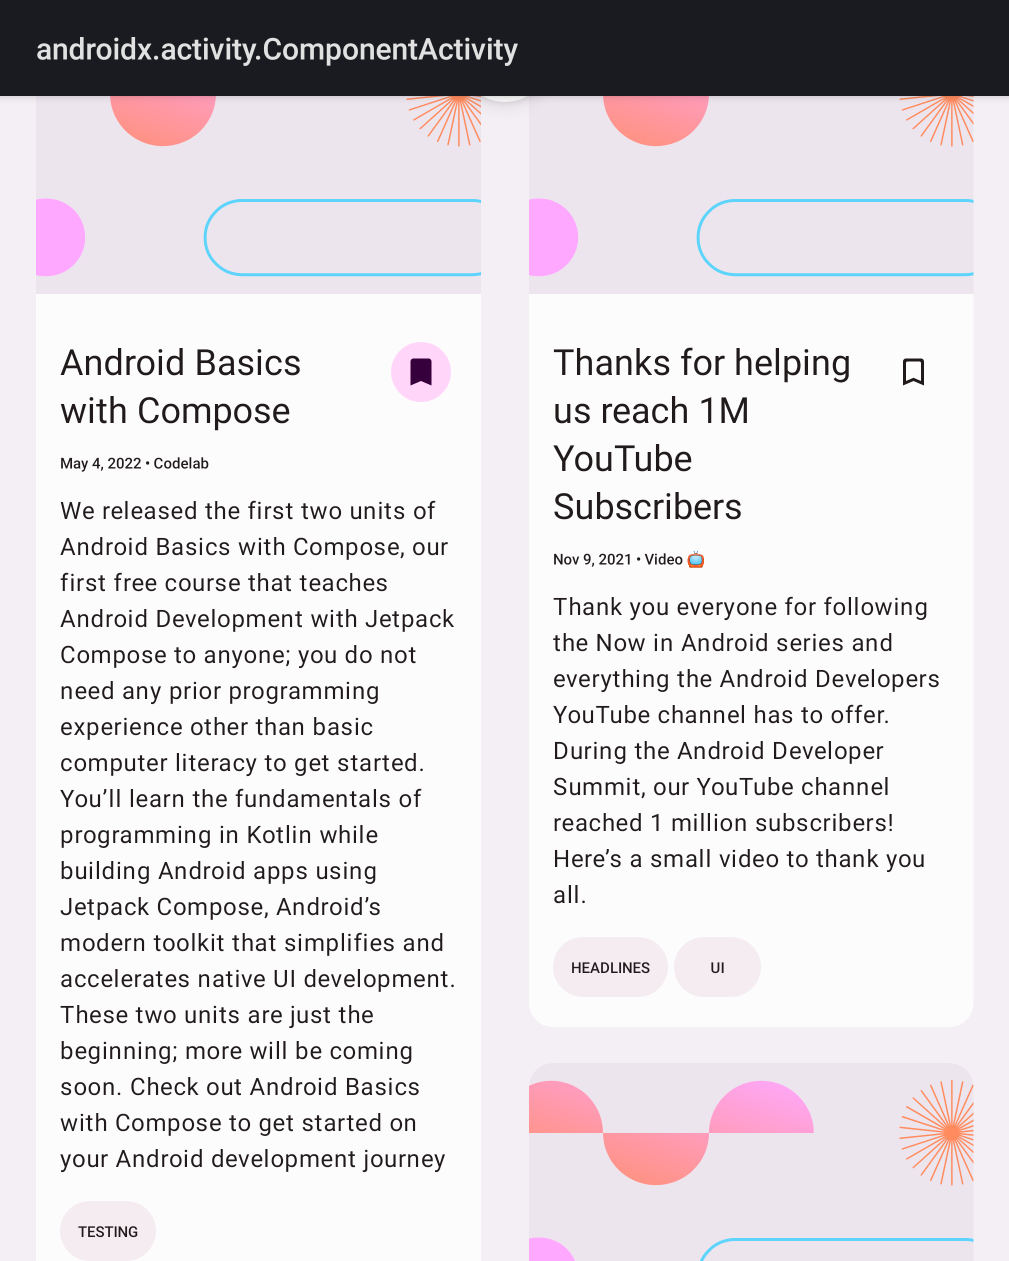 androidx.activity.ComponentActivity
Android Basics
with Compose
May 4, 2022 • Codelab
We released the first two units of
Android Basics with Compose, our
first free course that teaches
Android Development with Jetpack
Compose to anyone; you do not
need any prior programming
experience other than basic
computer literacy to get started.
You’ll learn the fundamentals of
programming in Kotlin while
building Android apps using
Jetpack Compose, Android’s
modern toolkit that simplifies and
accelerates native UI development.
These two units are just the
beginning; more will be coming
soon. Check out Android Basics
with Compose to get started on
your Android development journey
TESTING
Thanks for helping
us reach 1M
YouTube
Subscribers
Nov 9, 2021 • Video 📺
Thank you everyone for following
the Now in Android series and
everything the Android Developers
YouTube channel has to offer.
During the Android Developer
Summit, our YouTube channel
reached 1 million subscribers!
Here’s a small video to thank you
all.
HEADLINES
UI